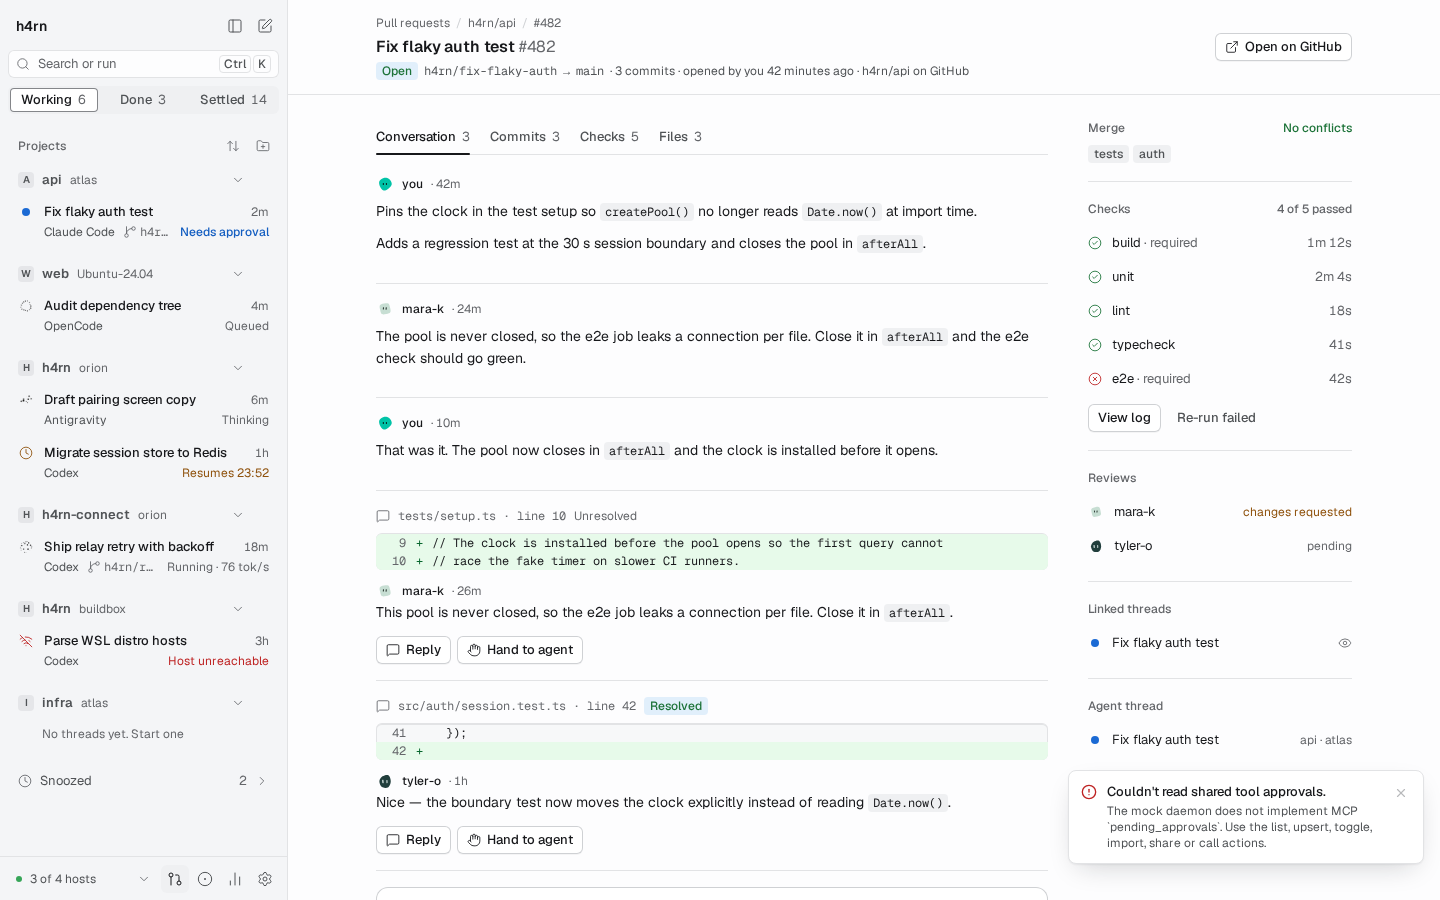 h4rn
Search or run
Ctrl K
Working 6
Done 3
Settled 14
Projects
A api atlas
Fix flaky auth test 2m
Claude Code h4r... Needs approval
W web Ubuntu-24.04
Audit dependency tree 4m
OpenCode Queued
H h4rn orion
Draft pairing screen copy 6m
Antigravity Thinking
Migrate session store to Redis 1h
Codex Resumes 23:52
H h4rn-connect orion
Ship relay retry with backoff 18m
Codex h4rn/r... Running · 76 tok/s
H h4rn buildbox
Parse WSL distro hosts 3h
Codex Host unreachable
I infra atlas
No threads yet. Start one
Snoozed 2
3 of 4 hosts
Pull requests / h4rn/api / #482
Fix flaky auth test #482
Open h4rn/fix-flaky-auth → main · 3 commits · opened by you 42 minutes ago · h4rn/api on GitHub
Open on GitHub
Conversation 3
Commits 3
Checks 5
Files 3
you · 42m
Pins the clock in the test setup so createPool() no longer reads Date.now() at import time.
Adds a regression test at the 30 s session boundary and closes the pool in afterAll.
mara-k · 24m
The pool is never closed, so the e2e job leaks a connection per file. Close it in afterAll and the e2e
check should go green.
you · 10m
That was it. The pool now closes in afterAll and the clock is installed before it opens.
tests/setup.ts · line 10 Unresolved
9 + // The clock is installed before the pool opens so the first query cannot
10 + // race the fake timer on slower CI runners.
mara-k · 26m
This pool is never closed, so the e2e job leaks a connection per file. Close it in afterAll.
Reply
Hand to agent
src/auth/session.test.ts · line 42 Resolved
41 });
42 +
tyler-o · 1h
Nice — the boundary test now moves the clock explicitly instead of reading Date.now().
Reply
Hand to agent
Merge No conflicts
tests auth
Checks 4 of 5 passed
build · required 1m 12s
unit 2m 4s
lint 18s
typecheck 41s
e2e · required 42s
View log
Re-run failed
Reviews
mara-k changes requested
tyler-o pending
Linked threads
Fix flaky auth test
Agent thread
Fix flaky auth test api · atlas
Couldn't read shared tool approvals.
The mock daemon does not implement MCP
`pending_approvals`. Use the list, upsert, toggle,
import, share or call actions.